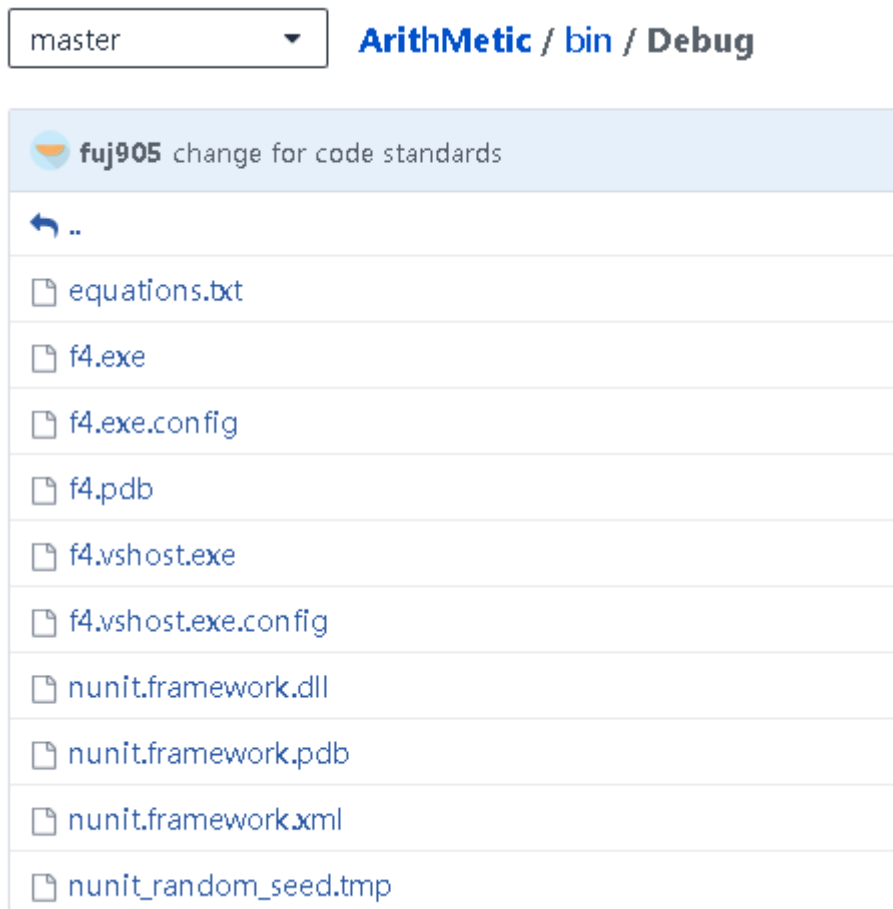 master ArithMetic / bin / Debug
fuj905 change for code standards
..
equations.txt
f4.exe
f4.exe.config
f4.pdb
f4.vshost.exe
f4.vshost.exe.config
nunit.framework.dll
nunit.framework.pdb
nunit.framework.xml
nunit_random_seed.tmp